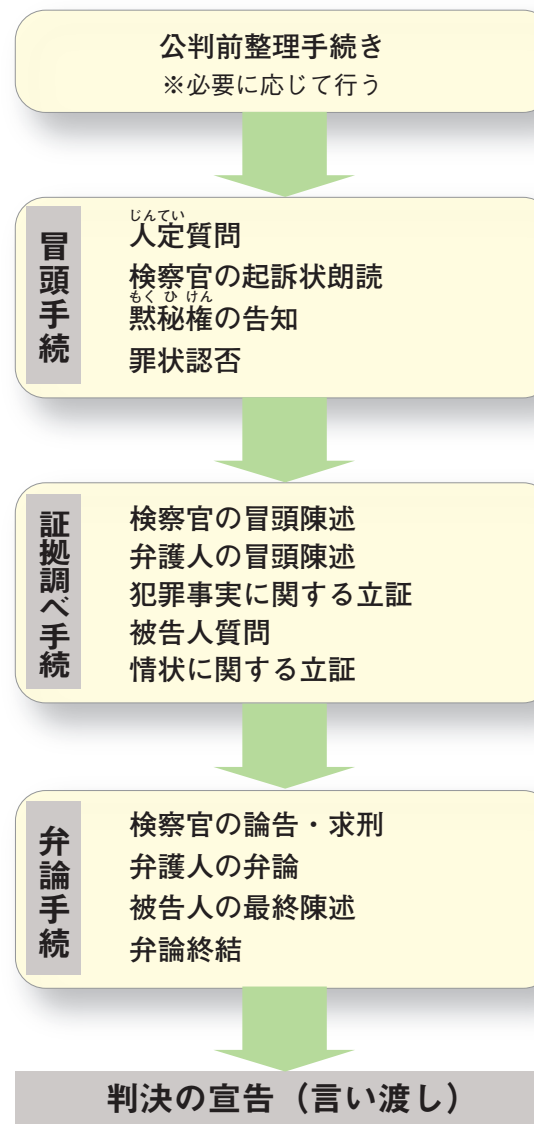 公判前整理手続き
※必要に応じて行う
冒頭手続
じんてい
人定質問
検察官の起訴状朗読
もくひけん
黙秘権の告知
罪状認否
証拠調べ手続
検察官の冒頭陳述
弁護人の冒頭陳述
犯罪事実に関する立証
被告人質問
情状に関する立証
弁論手続
検察官の論告・求刑
弁護人の弁論
被告人の最終陳述
弁論終結
判決の宣告（言い渡し）